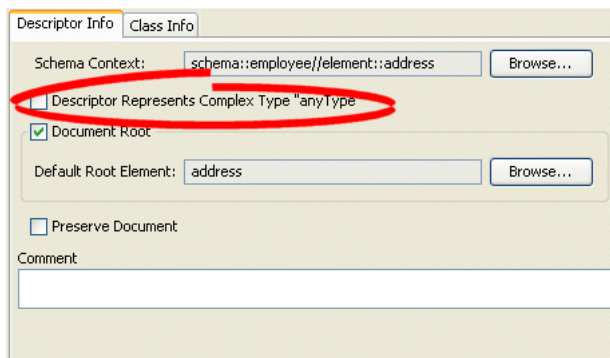 Descriptor Info Class Info
Schema Context: schema::employee//element::address Browse...
Descriptor Represents Complex Type "anyType
Document Root
Default Root Element: address Browse...
Preserve Document
Comment